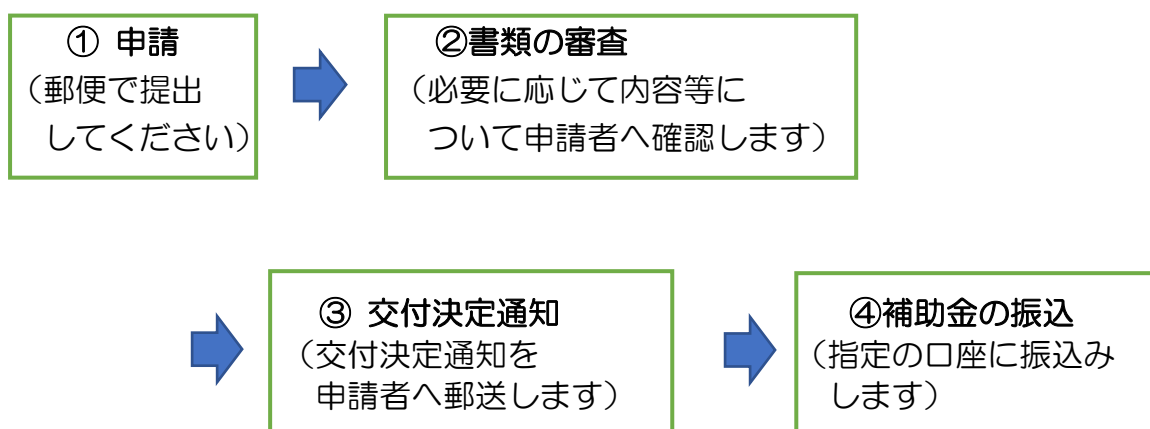 ① 申請
(郵便で提出
してください)
②書類の審査
(必要に応じて内容等に
ついて申請者へ確認します)
③ 交付決定通知
(交付決定通知を
申請者へ郵送します)
④補助金の振込
(指定の口座に振込み
します)